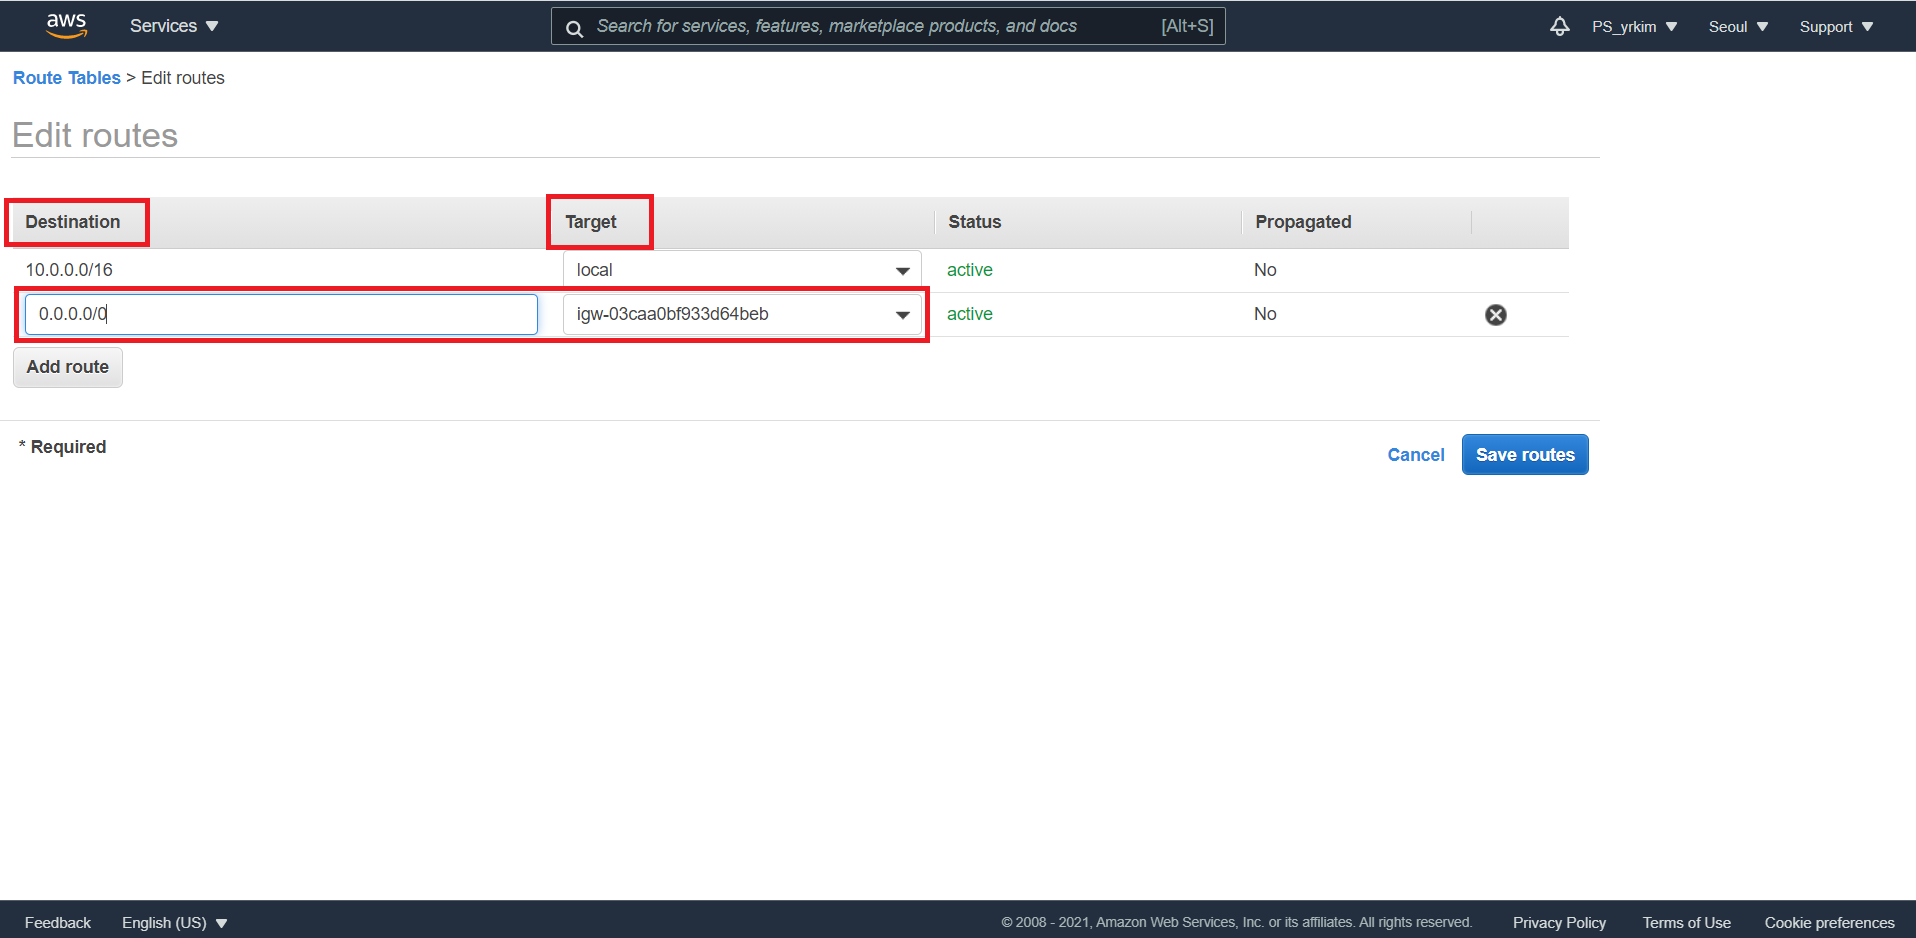 aws Services Search for services, features, marketplace products, and docs [Alt+S] PS_yrkim Seoul Support
Route Tables > Edit routes
Edit routes
Destination Target Status Propagated
10.0.0.0/16 local active No
0.0.0.0/0 igw-03caa0bf933d64beb active No
Add route
* Required
Cancel Save routes
Feedback English (US) © 2008 - 2021, Amazon Web Services, Inc. or its affiliates. All rights reserved. Privacy Policy Terms of Use Cookie preferences